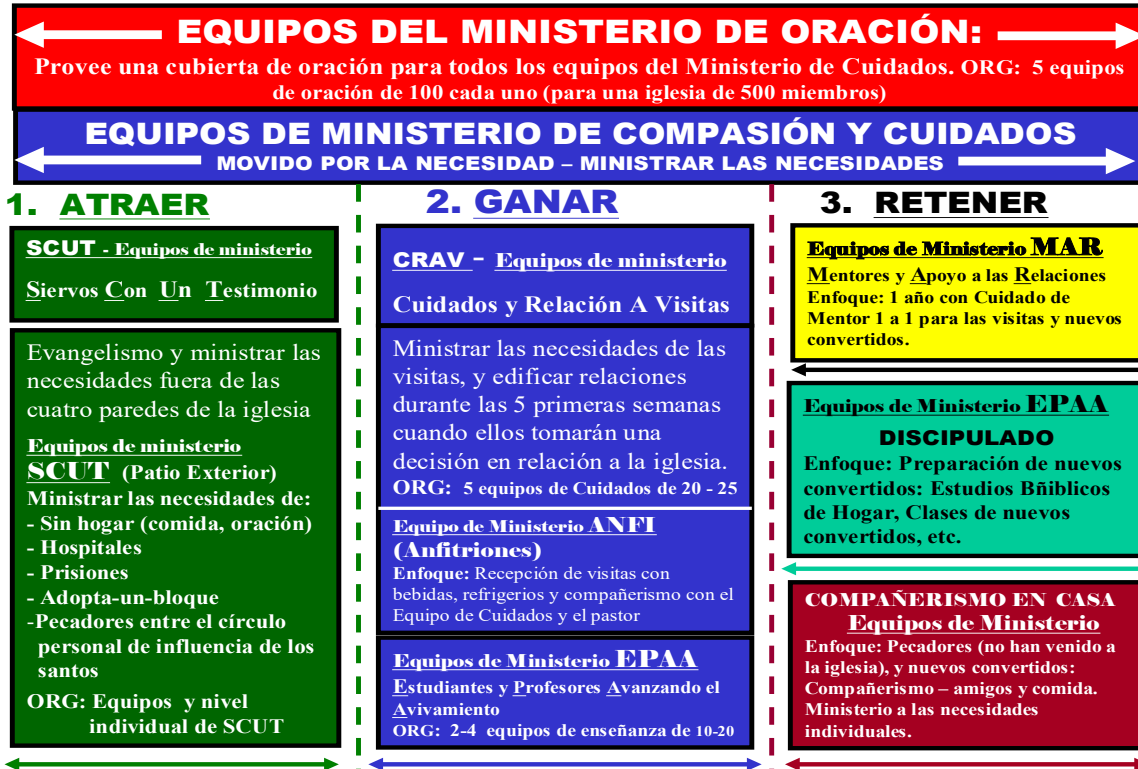 EQUIPOS DEL MINISTERIO DE ORACIÓN:
Provee una cubierta de oración para todos los equipos del Ministerio de Cuidados. ORG: 5 equipos
de oración de 100 cada uno (para una iglesia de 500 miembros)
EQUIPOS DE MINISTERIO DE COMPASIÓN Y CUIDADOS
MOVIDO POR LA NECESIDAD – MINISTRAR LAS NECESIDADES
1. ATRAER
SCUT - Equipos de ministerio
Siervos Con Un Testimonio
Evangelismo y ministrar las
necesidades fuera de las
cuatro paredes de la iglesia
Equipos de ministerio
SCUT (Patio Exterior)
Ministrar las necesidades de:
- Sin hogar (comida, oración)
- Hospitales
- Prisiones
- Adopta-un-bloque
-Pecadores entre el círculo
personal de influencia de los
santos
ORG: Equipos y nivel
individual de SCUT
2. GANAR
CRAV – Equipos de ministerio
Cuidados y Relación A Visitas
Ministrar las necesidades de las
visitas, y edificar relaciones
durante las 5 primeras semanas
cuando ellos tomarán una
decisión en relación a la iglesia.
ORG: 5 equipos de Cuidados de 20 - 25
Equipo de Ministerio ANFI
(Anfitriones)
Enfoque: Recepción de visitas con
bebidas, refrigerios y compañerismo con el
Equipo de Cuidados y el pastor
Equipos de Ministerio EPAA
Estudiantes y Profesores Avanzando el
Avivamiento
ORG: 2-4 equipos de enseñanza de 10-20
3. RETENER
Equipos de Ministerio MAR
Mentores y Apoyo a las Relaciones
Enfoque: 1 año con Cuidado de
Mentor 1 a 1 para las visitas y nuevos
convertidos.
Equipos de Ministerio EPAA
DISCIPULADO
Enfoque: Preparación de nuevos
convertidos: Estudios Bñiblicos
de Hogar, Clases de nuevos
convertidos, etc.
COMPAÑERISMO EN CASA
Equipos de Ministerio
Enfoque: Pecadores (no han venido a
la iglesia), y nuevos convertidos:
Compañerismo – amigos y comida.
Ministerio a las necesidades
individuales.